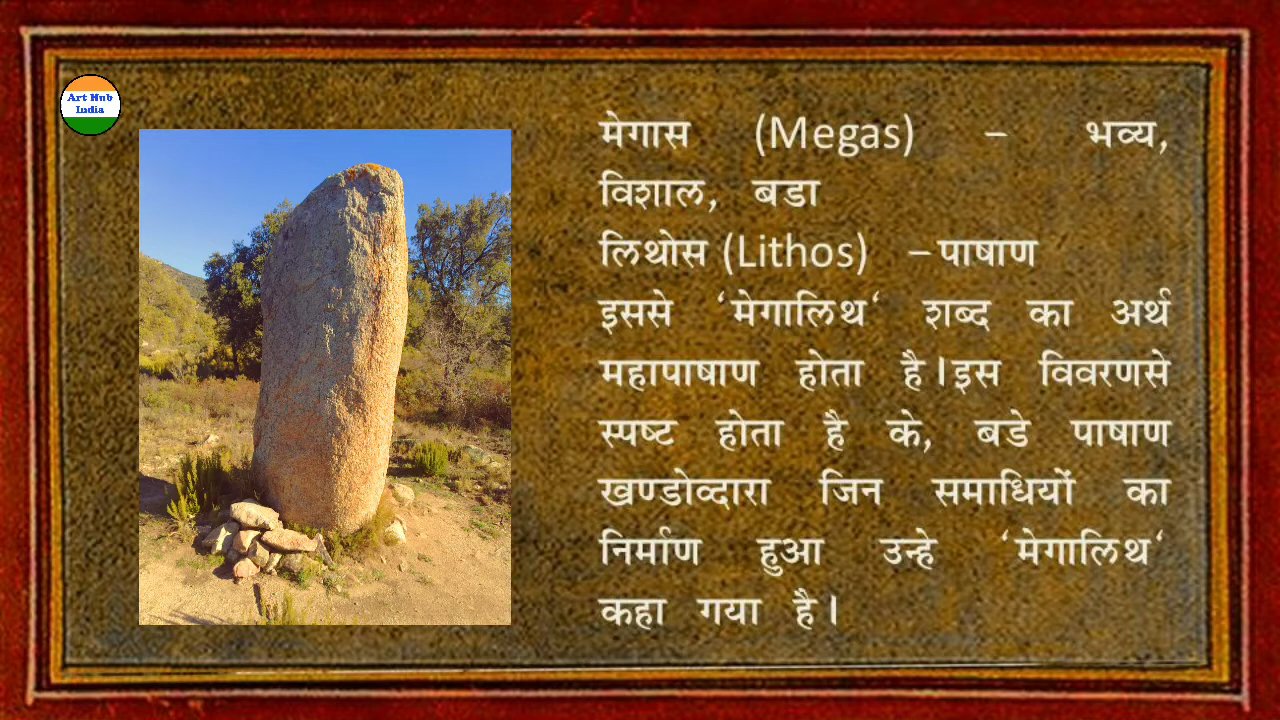 Art Hub
India
मेगास (Megas) – भव्य,
विशाल, बडा
लिथोस (Lithos) –पाषाण
इससे ‘मेगालिथ‘ शब्द का अर्थ
महापाषाण होता है।इस विवरणसे
स्पष्ट होता है के, बडे पाषाण
खण्डोव्दारा जिन समाधियों का
निर्माण हुआ उन्हे ‘मेगालिथ‘
कहा गया है।